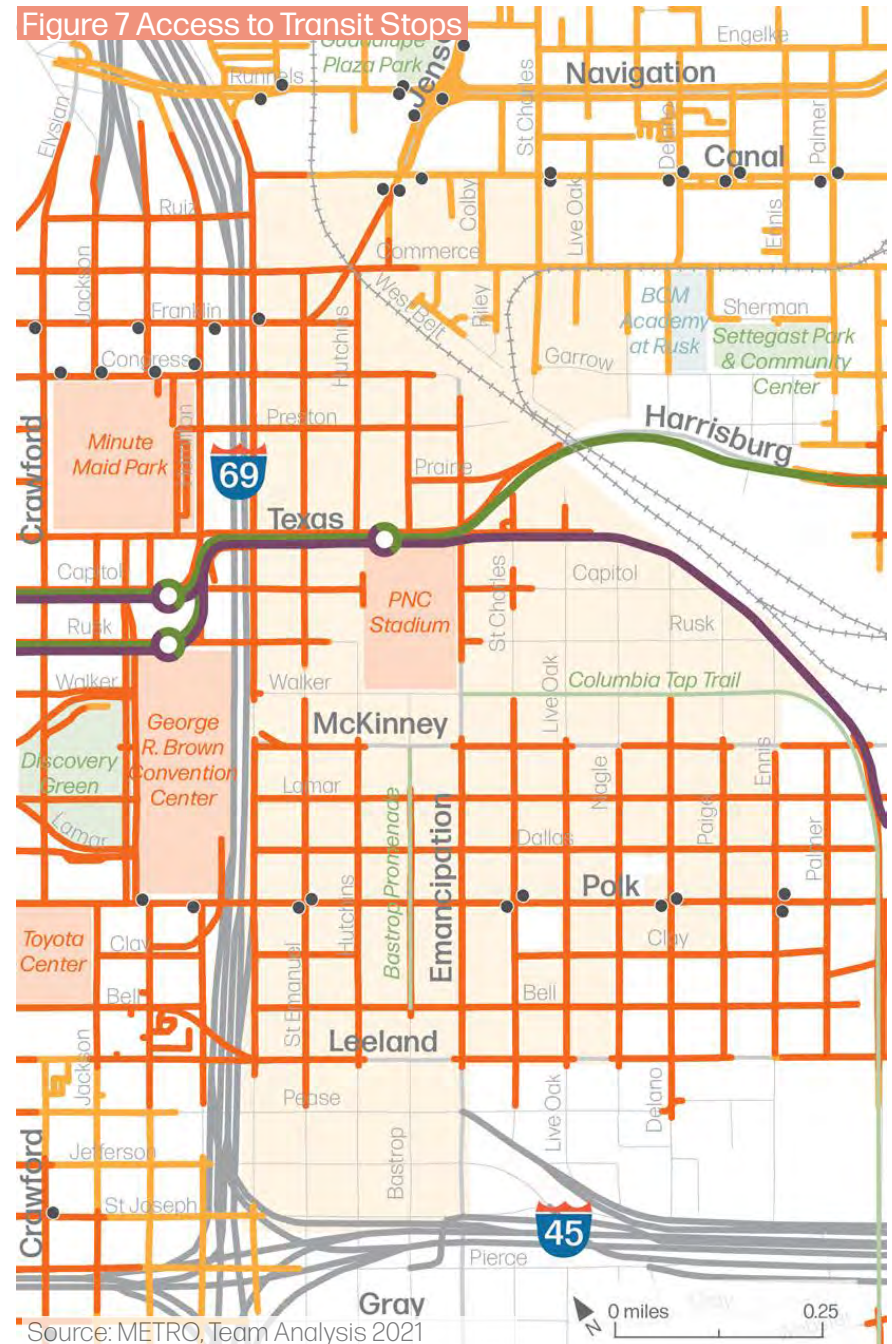 Figure 7 Access to Transit Stops
Guadalupe
Plaza Park
Engelke
Runnels
Navigation
Elysian
St Charles
Delano
Canal
Palmer
Ruiz
Colby
Live Oak
Ennis
Jackson
Commerce
West Belt
Riley
BCM
Academy
at Rusk
Sherman
Franklin
Settegast Park
& Community
Center
Congress
Hutchins
Garrow
Preston
Harrisburg
Crawford
Minute
Maid Park
Hamilton
69
Prairie
Texas
Capitol
PNC
Stadium
St Charles
Capitol
Rusk
Rusk
Walker
Walker
Live Oak
Columbia Tap Trail
George
R. Brown
Convention
Center
McKinney
Discovery
Green
Lamar
Nagle
Ennis
Lamar
Bastrop Promenade
Emancipation
Dallas
Paige
Palmer
Polk
Hutchins
Toyota
Center
Clay
Clay
St Emanuel
Bell
Bell
Leeland
Jackson
Pease
Live Oak
Delano
Jefferson
Bastrop
Crawford
St Joseph
45
Pierce
Gray
N
0 miles
0.25
Source: METRO, Team Analysis 2021